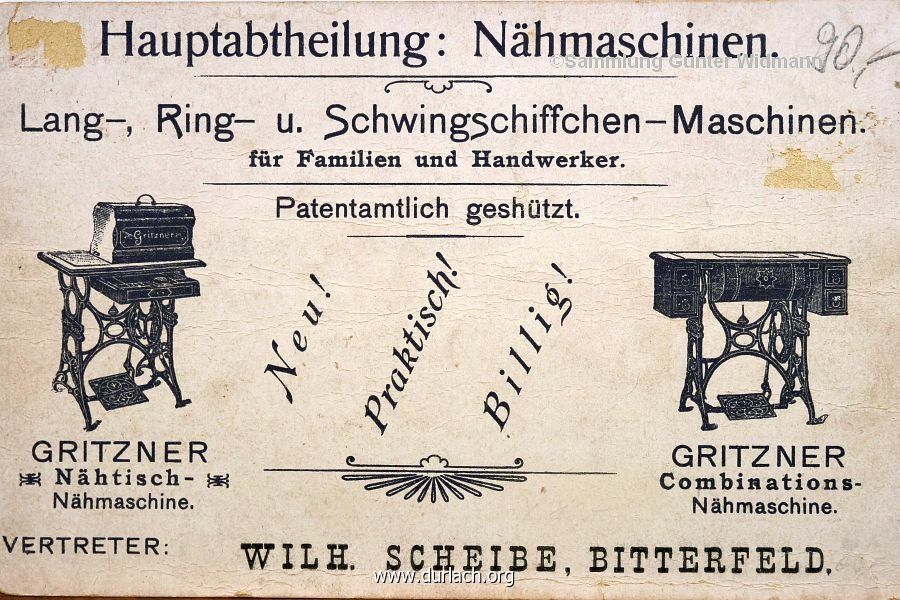 Hauptabtheilung: Nähmaschinen.
90,-
©Sammlung Günter Widmann
Lang-, Ring- u. Schwingschiffchen-Maschinen.
für Familien und Handwerker.
Patentamtlich geshützt.
Gritzner
Neu!
Praktisch!
Billig!
GRITZNER
Nähtisch-
Nähmaschine.
GRITZNER
Combinations-
Nähmaschine.
VERTRETER:
WILH. SCHEIBE, BITTERFELD.
www.durlach.org